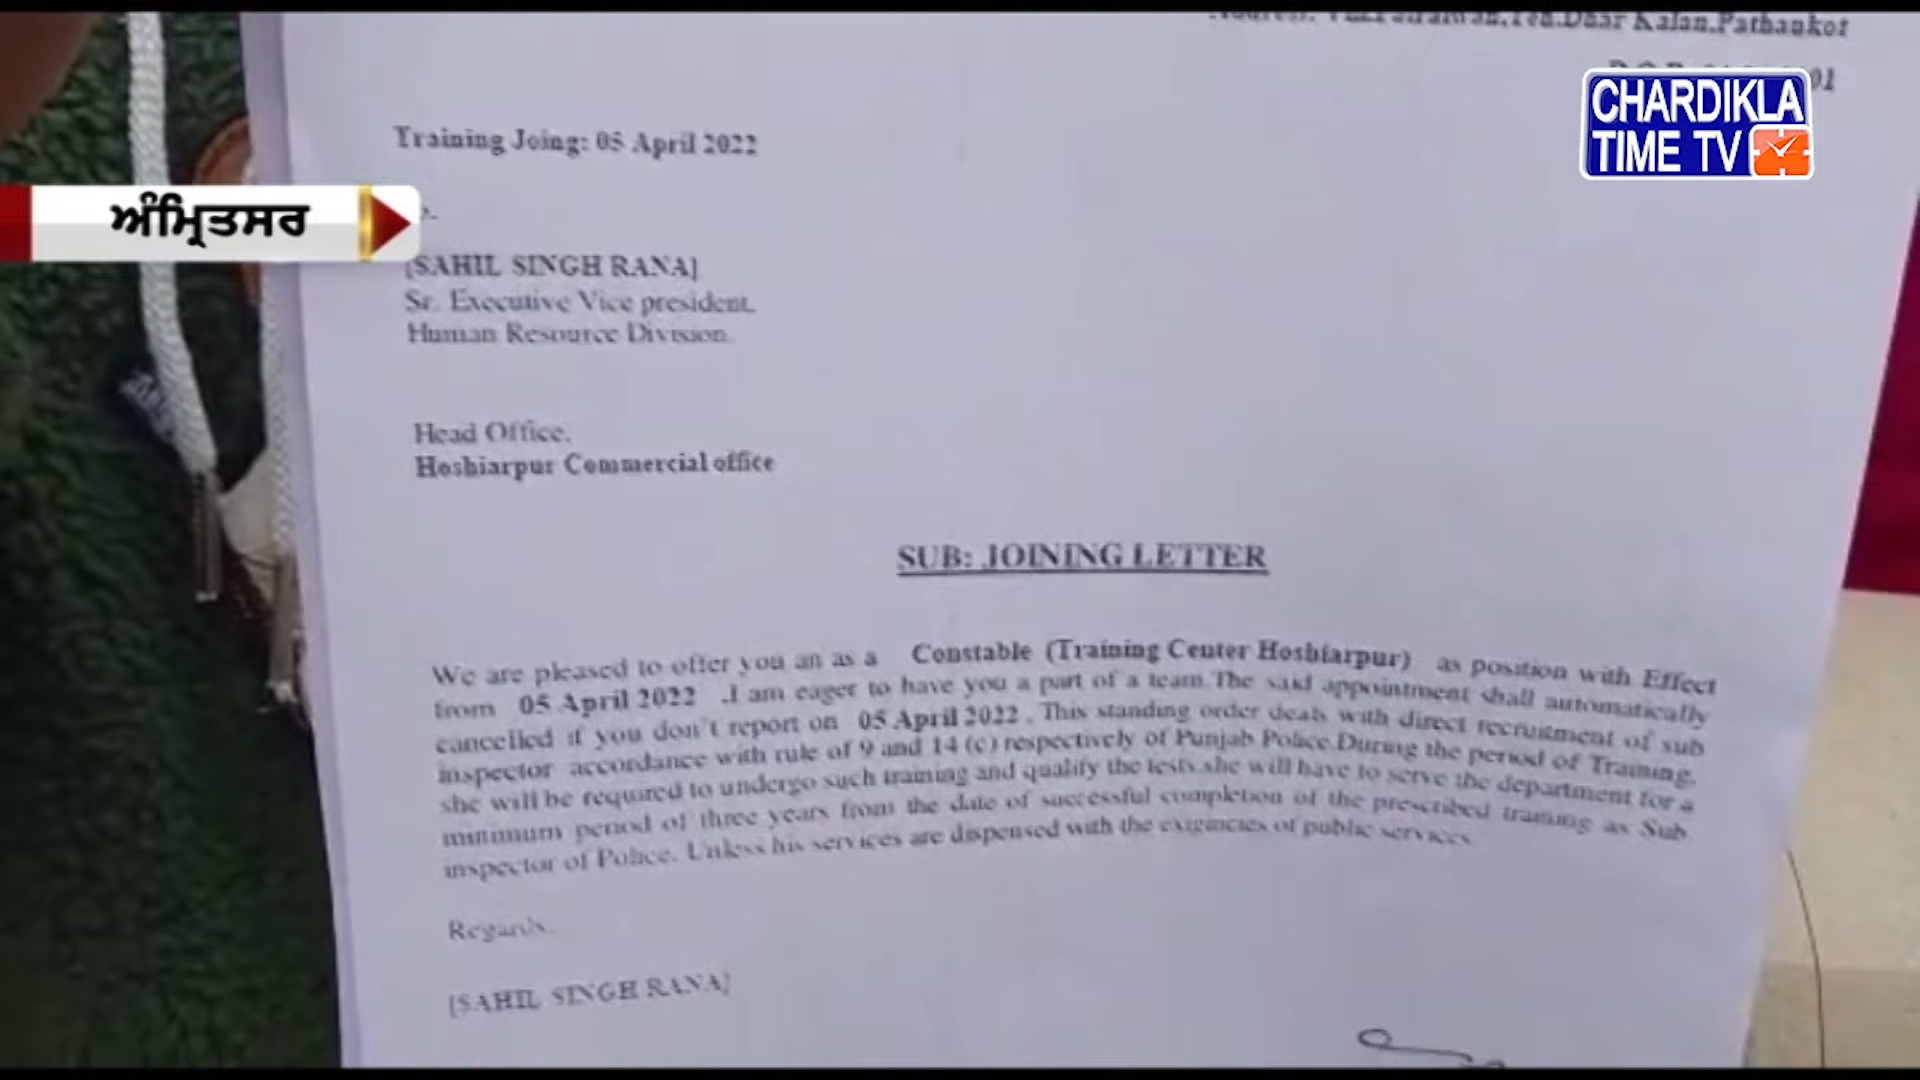 Kalan,Pathankot
CHARDIKLA
TIME TV
Training Joing: 05 April 2022
ਅੰਮ੍ਰਿਤਸਰ
[SAHIL SINGH RANA]
Sr. Executive Vice president,
Human Resource Division.
Head Office,
Hoshiarpur Commercial office
SUB: JOINING LETTER
We are pleased to offer you an as a Constable (Training Center Hoshiarpur) as position with Effect
from 05 April 2022 .I am eager to have you a part of a team.The said appointment shall automatically
cancelled if you don't report on 05 April 2022 . This standing order deals with direct recruitment of sub
inspector accordance with rule of 9 and 14 (c) respectively of Punjab Police.During the period of Training,
she will be required to undergo such training and qualify the tests.she will have to serve the department for a
minimum period of three years from the date of successful completion of the prescribed training as Sub
inspector of Police. Unless his services are dispensed with the exigencies of public services.
Regards,
[SAHIL SINGH RANA]